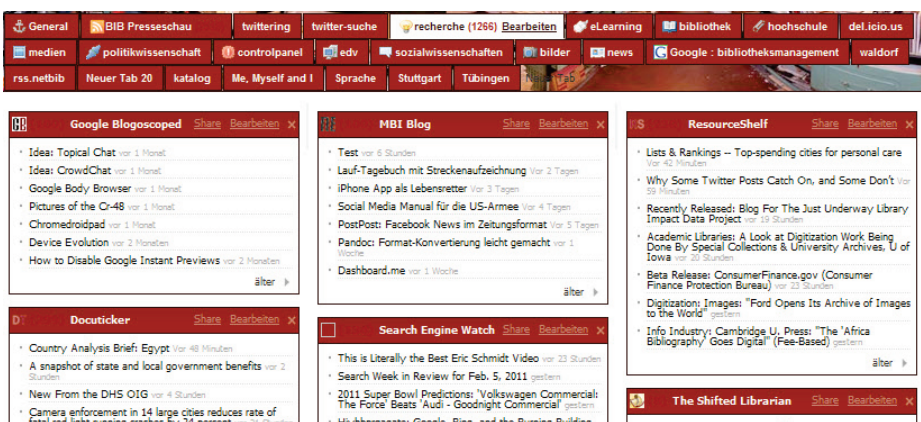 General BIB Presseschau twittering twitter-suche recherche (1266) Bearbeiten eLearning bibliothek hochschule del.icio.us
medien politikwissenschaft controlpanel edv sozialwissenschaften bilder news Google : bibliotheksmanagement waldorf
rss.netbib Neuer Tab 20 katalog Me, Myself and I Sprache Stuttgart Tübingen Neuer Tab
Google Blogoscoped Share Bearbeiten ×
Idea: Topical Chat vor 1 Monat
Idea: CrowdChat vor 1 Monat
Google Body Browser vor 1 Monat
Pictures of the Cr-48 vor 1 Monat
Chromedroidpad vor 1 Monat
Device Evolution vor 2 Monaten
How to Disable Google Instant Previews vor 2 Monaten
älter
Docuticker Share Bearbeiten ×
Country Analysis Brief: Egypt Vor 48 Minuten
A snapshot of state and local government benefits vor 2
Stunden
New From the DHS OIG vor 4 Stunden
Camera enforcement in 14 large cities reduces rate of
fatal red light running crashes by 24 percent vor 21 Stunden
MBI Blog Share Bearbeiten ×
Test vor 6 Stunden
Lauf-Tagebuch mit Streckenaufzeichnung Vor 2 Tagen
iPhone App als Lebensretter Vor 3 Tagen
Social Media Manual für die US-Armee Vor 4 Tagen
PostPost: Facebook News im Zeitungsformat Vor 5 Tagen
Pandoc: Format-Konvertierung leicht gemacht vor 1
Woche
Dashboard.me vor 1 Woche
älter
Search Engine Watch Share Bearbeiten ×
This is Literally the Best Eric Schmidt Video vor 23 Stunden
Search Week in Review for Feb. 5, 2011 gestern
2011 Super Bowl Predictions: 'Volkswagen Commercial:
The Force' Beats 'Audi - Goodnight Commercial' gestern
Google, Bing, and the Burning Building
ResourceShelf Share Bearbeiten ×
Lists & Rankings -- Top-spending cities for personal care
Vor 42 Minuten
Why Some Twitter Posts Catch On, and Some Don't Vor
59 Minuten
Recently Released: Blog For The Just Underway Library
Impact Data Project vor 19 Stunden
Academic Libraries: A Look at Digitization Work Being
Done By Special Collections & University Archives, U of
Iowa vor 20 Stunden
Beta Release: ConsumerFinance.gov (Consumer
Finance Protection Bureau) vor 23 Stunden
Digitization: Images: "Ford Opens Its Archive of Images
to the World" gestern
Info Industry: Cambridge U. Press: "The 'Africa
Bibliography' Goes Digital" (Fee-Based) gestern
älter
The Shifted Librarian Share Bearbeiten ×